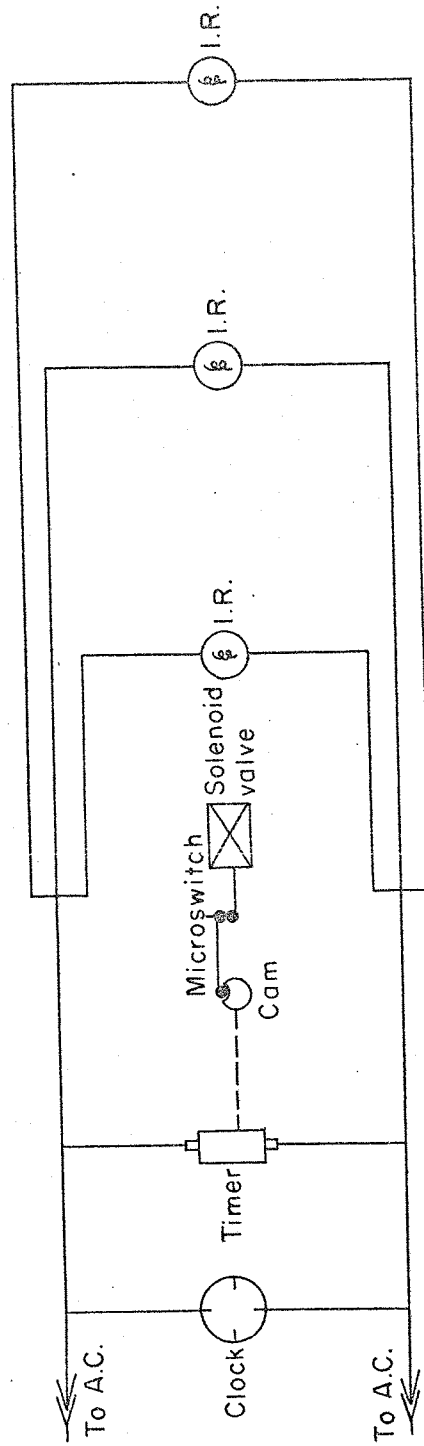 To A.C.
To A.C.
Clock
Timer
Cam
Microswitch
Solenoid
valve
I.R.
I.R.
I.R.